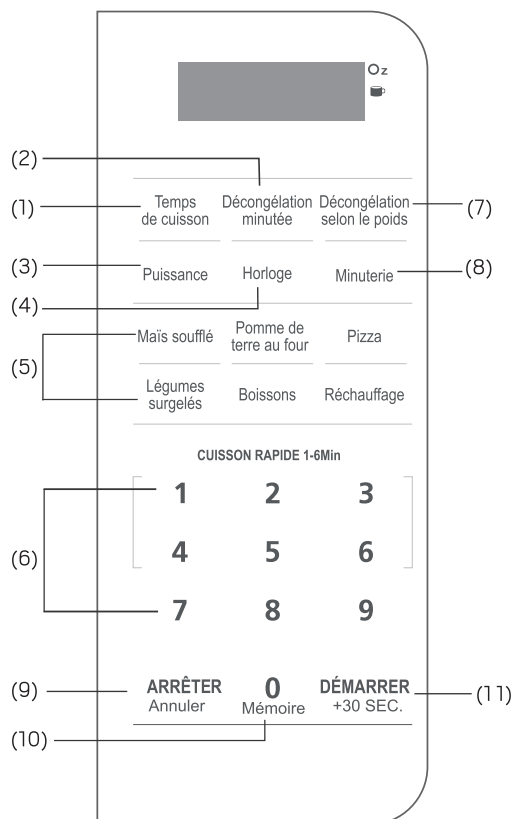 Oz
(2)
(1)
Temps
de cuisson
Décongélation
minutée
Décongélation
selon le poids
(7)
(3)
Puissance
Horloge
Minuterie
(8)
(4)
(5)
Maïs soufflé
Pomme de
terre au four
Pizza
Légumes
surgelés
Boissons
Réchauffage
CUISSON RAPIDE 1-6Min
1 2 3
(6)
4 5 6
7 8 9
(9)
ARRÊTER
Annuler
0
Mémoire
DÉMARRER
+30 SEC.
(11)
(10)